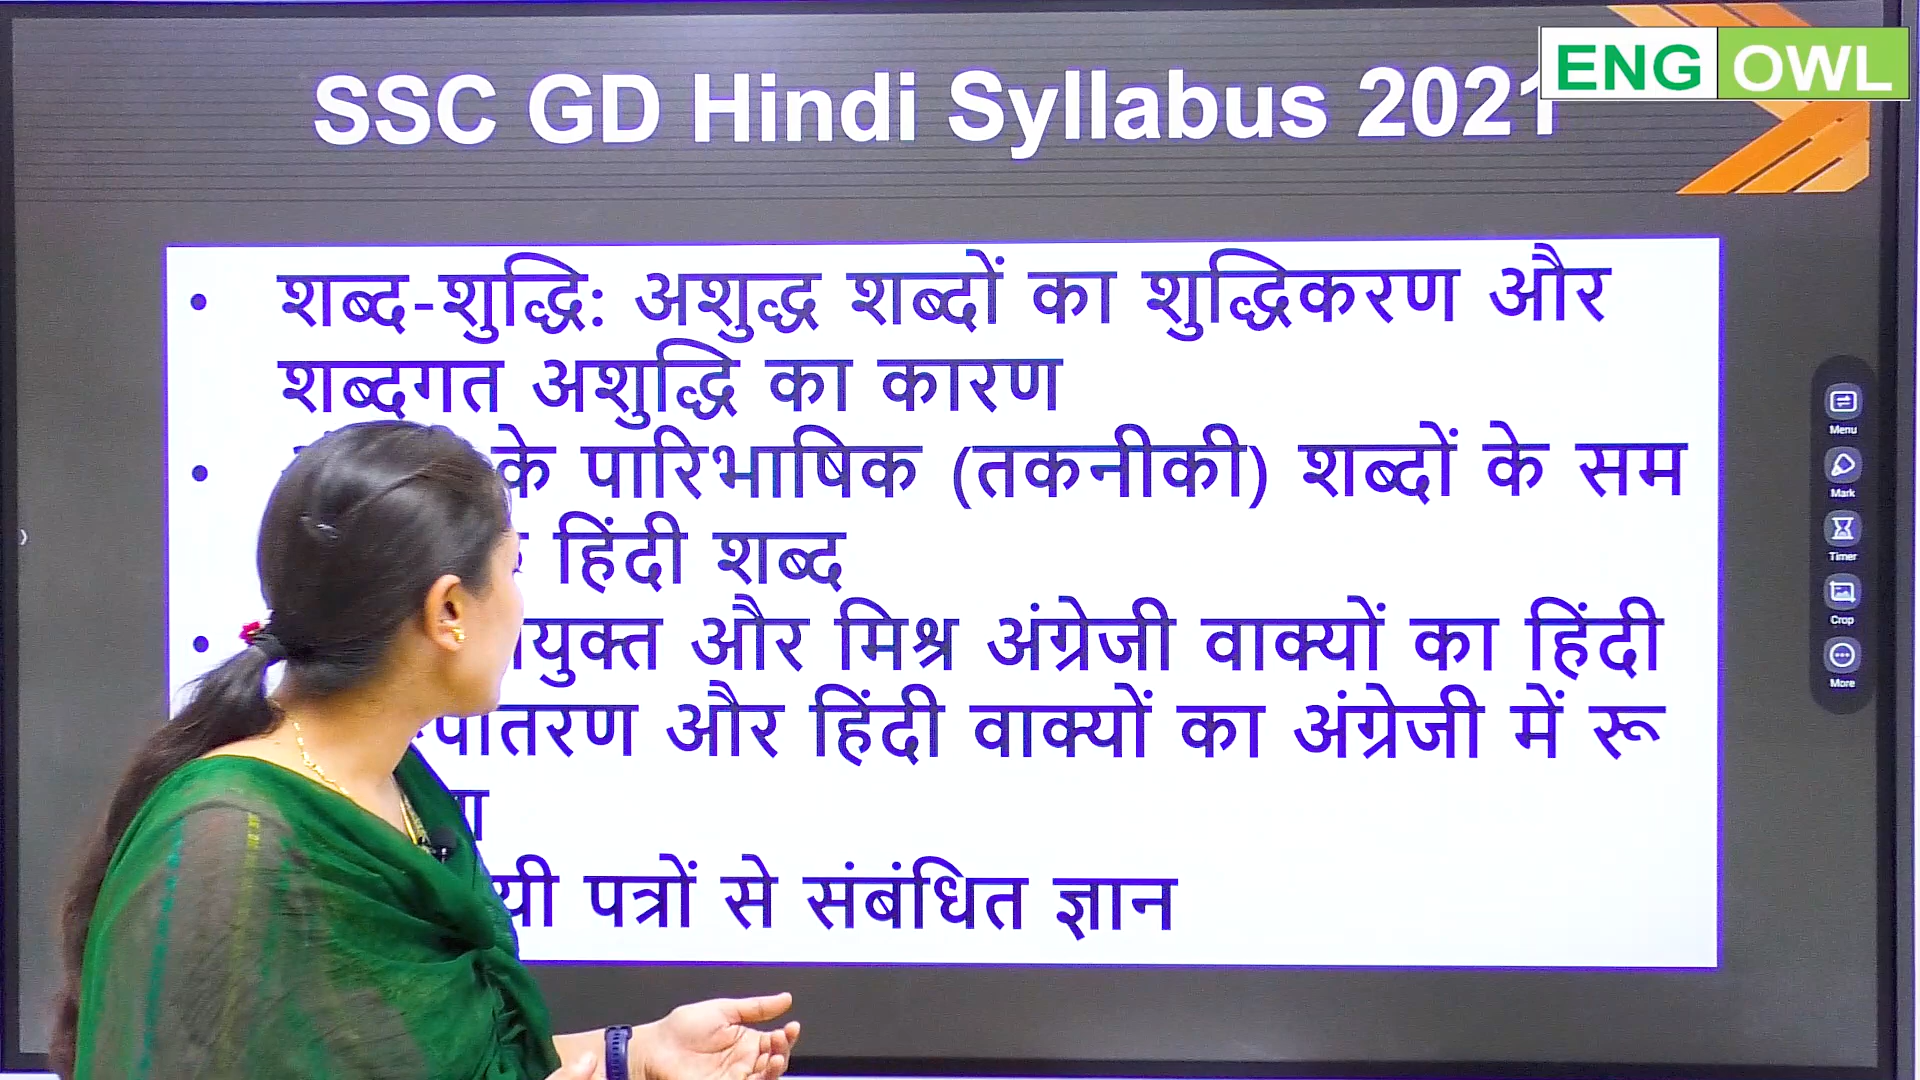 ENG OWL
SSC GD Hindi Syllabus 2021
• शब्द-शुद्धि: अशुद्ध शब्दों का शुद्धिकरण और
शब्दगत अशुद्धि का कारण
• के पारिभाषिक (तकनीकी) शब्दों के सम
हिंदी शब्द
• और मिश्र अंग्रेजी वाक्यों का हिंदी
और हिंदी वाक्यों का अंग्रेजी में रू
पत्रों से संबंधित ज्ञान
Menu
Mark
Timer
Crop
More